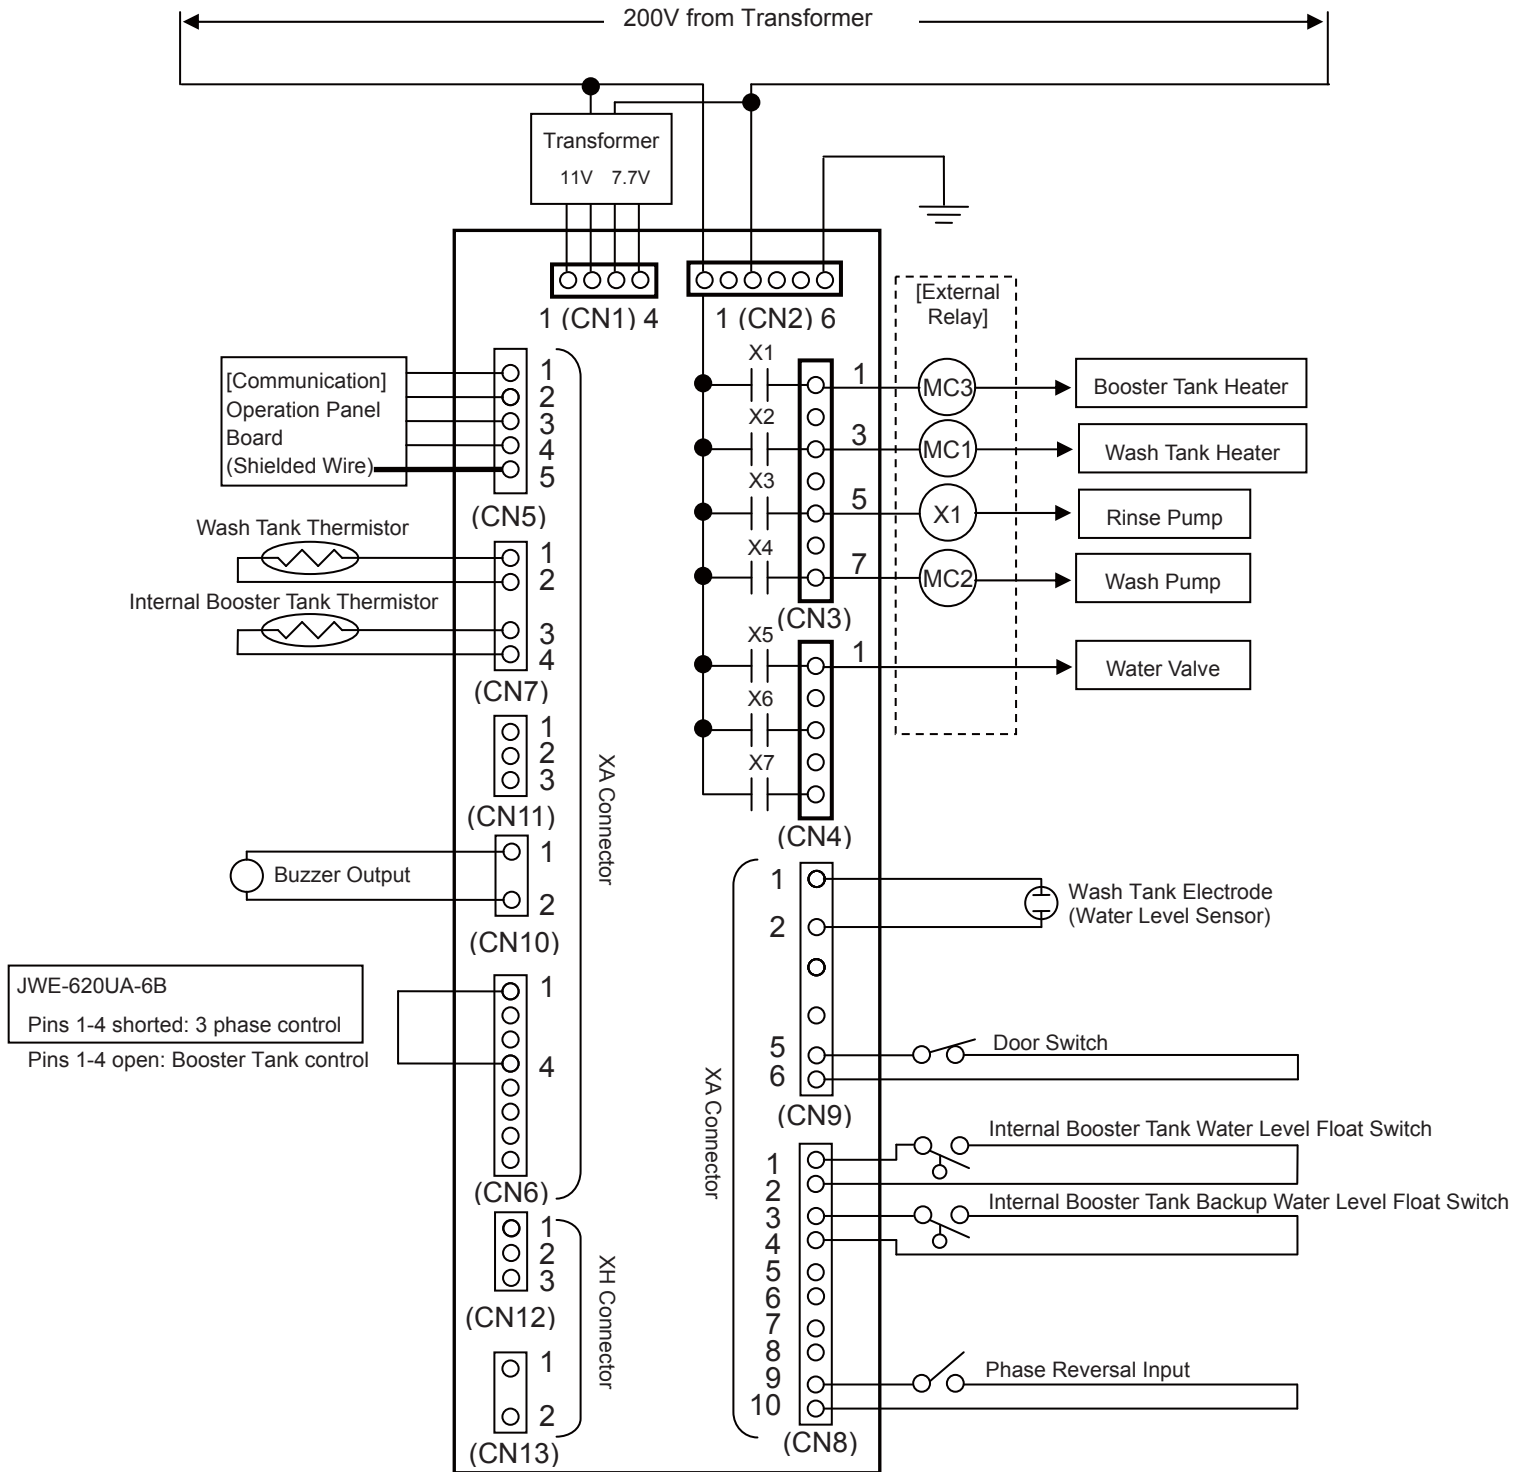 200V from Transformer
Transformer
11V 7.7V
1 (CN1) 4
1 (CN2) 6
[External
Relay]
[Communication]
Operation Panel
Board
(Shielded Wire)
1
2
3
4
5
(CN5)
Wash Tank Thermistor
1
2
Internal Booster Tank Thermistor
3
4
(CN7)
1
2
3
(CN11)
XA Connector
Buzzer Output
1
2
(CN10)
JWE-620UA-6B
Pins 1-4 shorted: 3 phase control
Pins 1-4 open: Booster Tank control
1
4
(CN6)
1
2
3
(CN12)
XH Connector
1
2
(CN13)
X1
1
MC3
Booster Tank Heater
X2
3
MC1
Wash Tank Heater
X3
5
X1
Rinse Pump
X4
7
MC2
Wash Pump
(CN3)
X5
1
Water Valve
X6
X7
(CN4)
1
2
Wash Tank Electrode
(Water Level Sensor)
5
6
Door Switch
(CN9)
XA Connector
Internal Booster Tank Water Level Float Switch
1
2
Internal Booster Tank Backup Water Level Float Switch
3
4
5
6
7
8
9
10
Phase Reversal Input
(CN8)